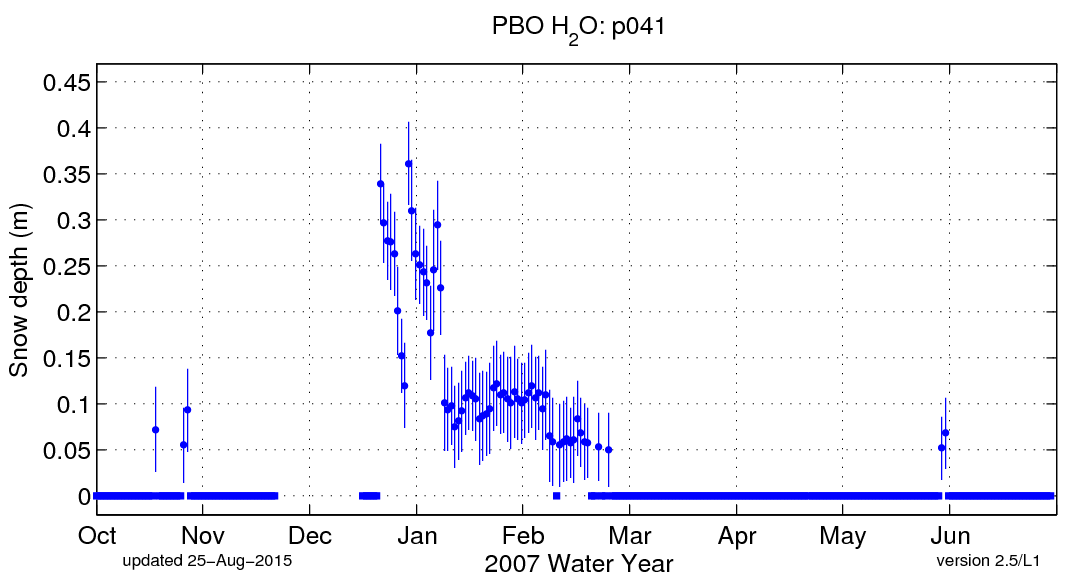 PBO H₂O: p041
0.45
0.4
0.35
0.3
0.25
0.2
0.15
0.1
0.05
0
Snow depth (m)
Oct Nov Dec Jan Feb Mar Apr May Jun
updated 25−Aug−2015
2007 Water Year
version 2.5/L1